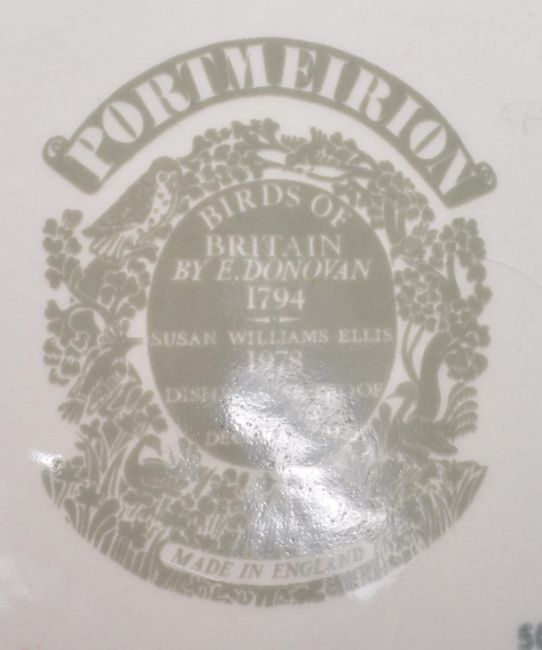 PORTMEIRION
BIRDS OF
BRITAIN
BY E. DONOVAN
1794
SUSAN WILLIAMS-ELLIS
1978
MADE IN ENGLAND